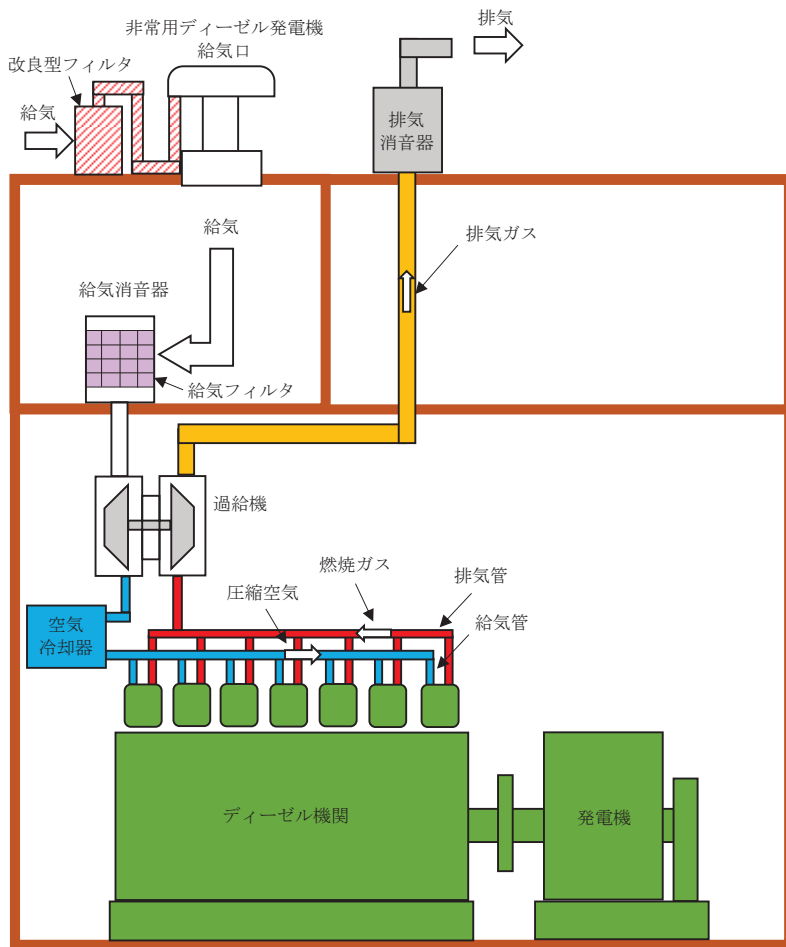 非常用ディーゼル発電機
給気口
排気
改良型フィルタ
給気
排気
消音器
給気
排気ガス
給気消音器
給気フィルタ
過給機
燃焼ガス
排気管
圧縮空気
給気管
空気
冷却器
ディーゼル機関
発電機